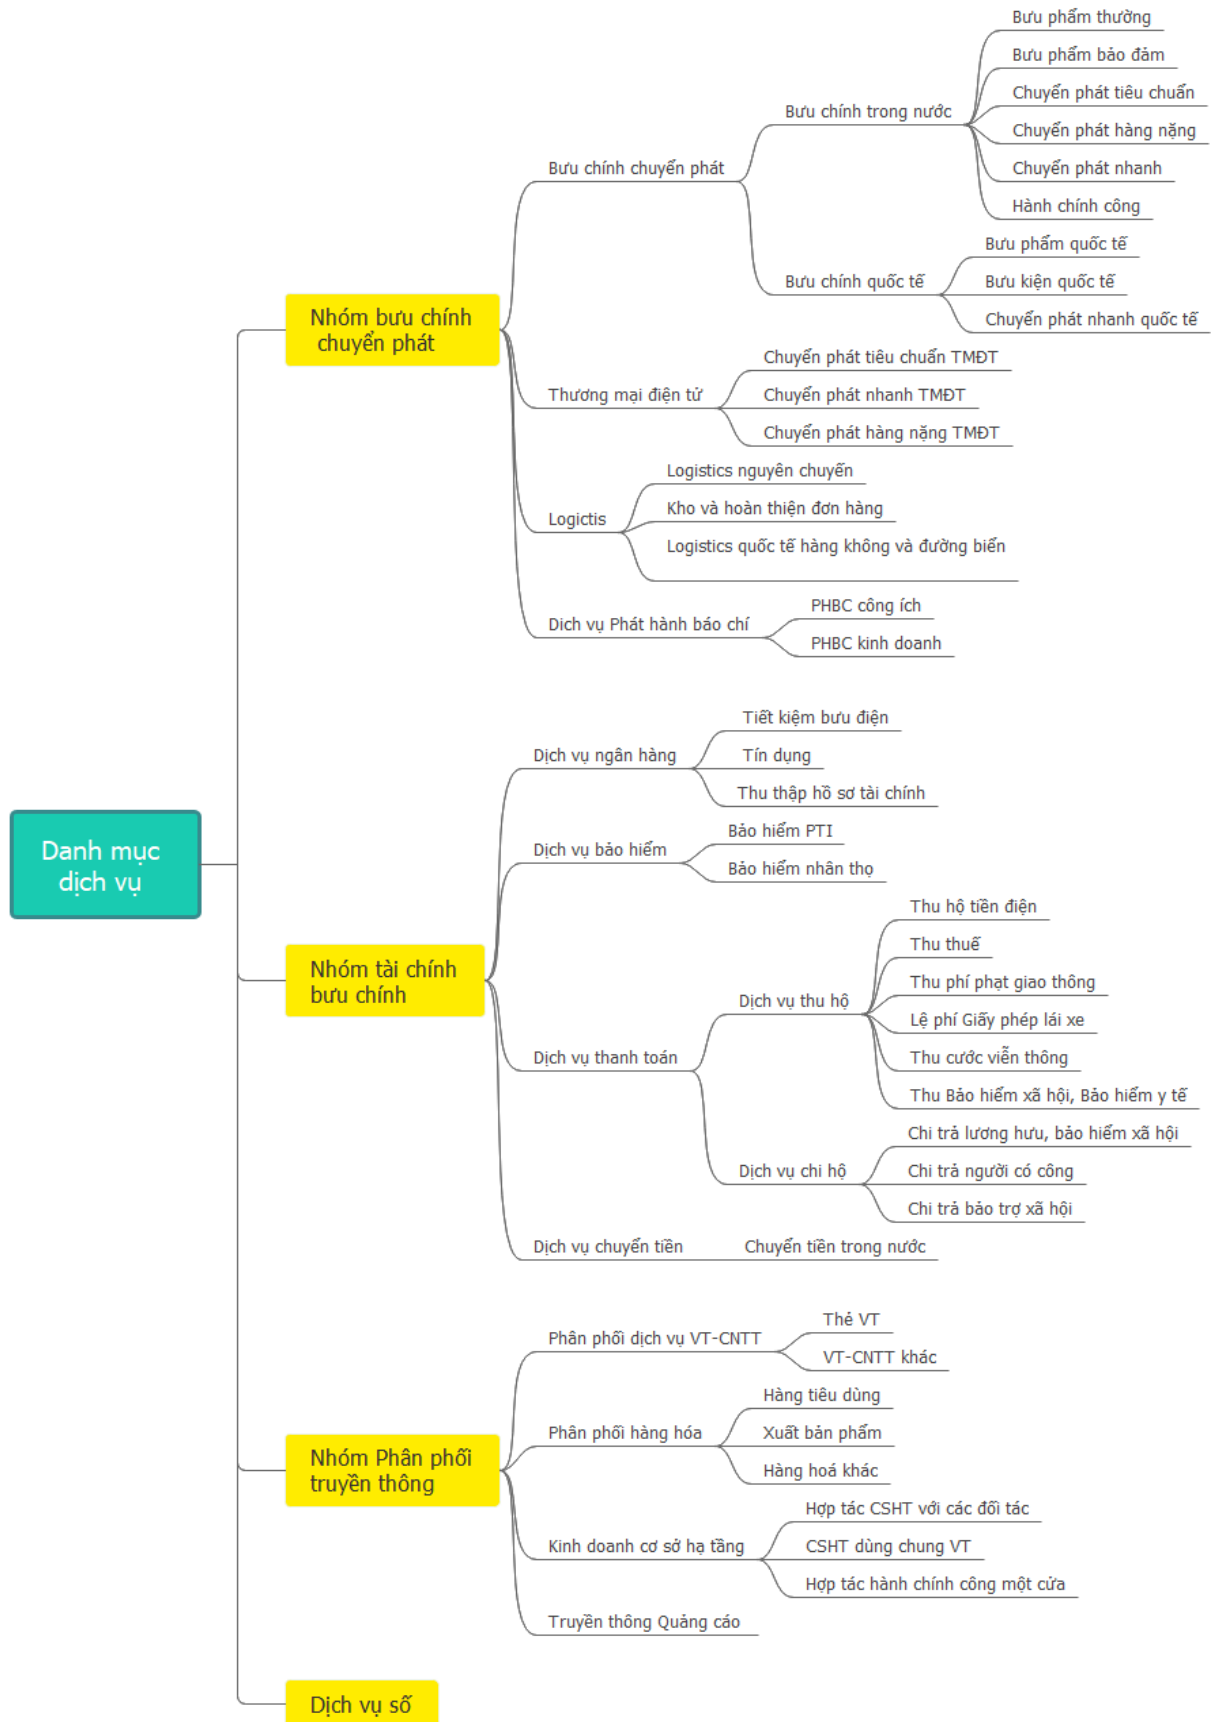 Danh mục
dịch vụ
Nhóm bưu chính
chuyển phát
Bưu chính chuyển phát
Bưu chính trong nước
Bưu phẩm thường
Bưu phẩm bảo đảm
Chuyển phát tiêu chuẩn
Chuyển phát hàng nặng
Chuyển phát nhanh
Hành chính công
Bưu chính quốc tế
Bưu phẩm quốc tế
Bưu kiện quốc tế
Chuyển phát nhanh quốc tế
Thương mại điện tử
Chuyển phát tiêu chuẩn TMĐT
Chuyển phát nhanh TMĐT
Chuyển phát hàng nặng TMĐT
Logictis
Logistics nguyên chuyến
Kho và hoàn thiện đơn hàng
Logistics quốc tế hàng không và đường biển
Dich vụ Phát hành báo chí
PHBC công ích
PHBC kinh doanh
Nhóm tài chính
bưu chính
Dịch vụ ngân hàng
Tiết kiệm bưu điện
Tín dụng
Thu thập hồ sơ tài chính
Dịch vụ bảo hiểm
Bảo hiểm PTI
Bảo hiểm nhân thọ
Dịch vụ thanh toán
Dịch vụ thu hộ
Thu hộ tiền điện
Thu thuế
Thu phí phạt giao thông
Lệ phí Giấy phép lái xe
Thu cước viễn thông
Thu Bảo hiểm xã hội, Bảo hiểm y tế
Dịch vụ chi hộ
Chi trả lương hưu, bảo hiểm xã hội
Chi trả người có công
Chi trả bảo trợ xã hội
Dịch vụ chuyển tiền
Chuyển tiền trong nước
Nhóm Phân phối
truyền thông
Phân phối dịch vụ VT-CNTT
Thẻ VT
VT-CNTT khác
Phân phối hàng hóa
Hàng tiêu dùng
Xuất bản phẩm
Hàng hoá khác
Kinh doanh cơ sở hạ tầng
Hợp tác CSHT với các đối tác
CSHT dùng chung VT
Hợp tác hành chính công một cửa
Truyền thông Quảng cáo
Dịch vụ số